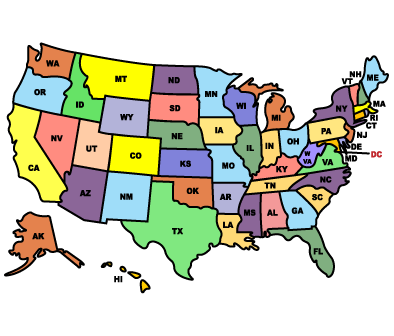 WA
MT
ND
MN
OR
ID
WY
SD
WI
MI
NY
VT
NH
ME
MA
RI
CT
NJ
DE
MD
DC
PA
NV
UT
CO
NE
IA
IL
IN
OH
W
VA
VA
CA
AZ
NM
KS
MO
KY
NC
TN
SC
OK
AR
TX
LA
MS
AL
GA
FL
AK
HI